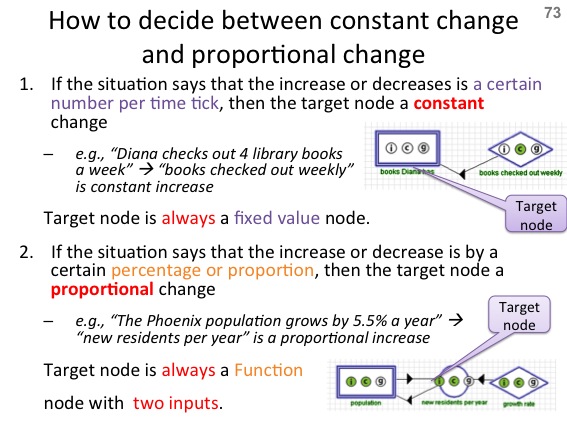 73
How to decide between constant change
and proportional change
1. If the situation says that the increase or decreases is a certain
number per time tick, then the target node a constant
change
– e.g., “Diana checks out 4 library books
a week” → “books checked out weekly”
is constant increase
i c g
i c g
books Diana has
books checked out weekly
Target
node
Target node is always a fixed value node.
2. If the situation says that the increase or decrease is by a
certain percentage or proportion, then the target node a
proportional change
– e.g., “The Phoenix population grows by 5.5% a year” →
“new residents per year” is a proportional increase
Target
node
Target node is always a Function
node with two inputs.
i c g
i c g
i c g
population
new residents per year
growth rate